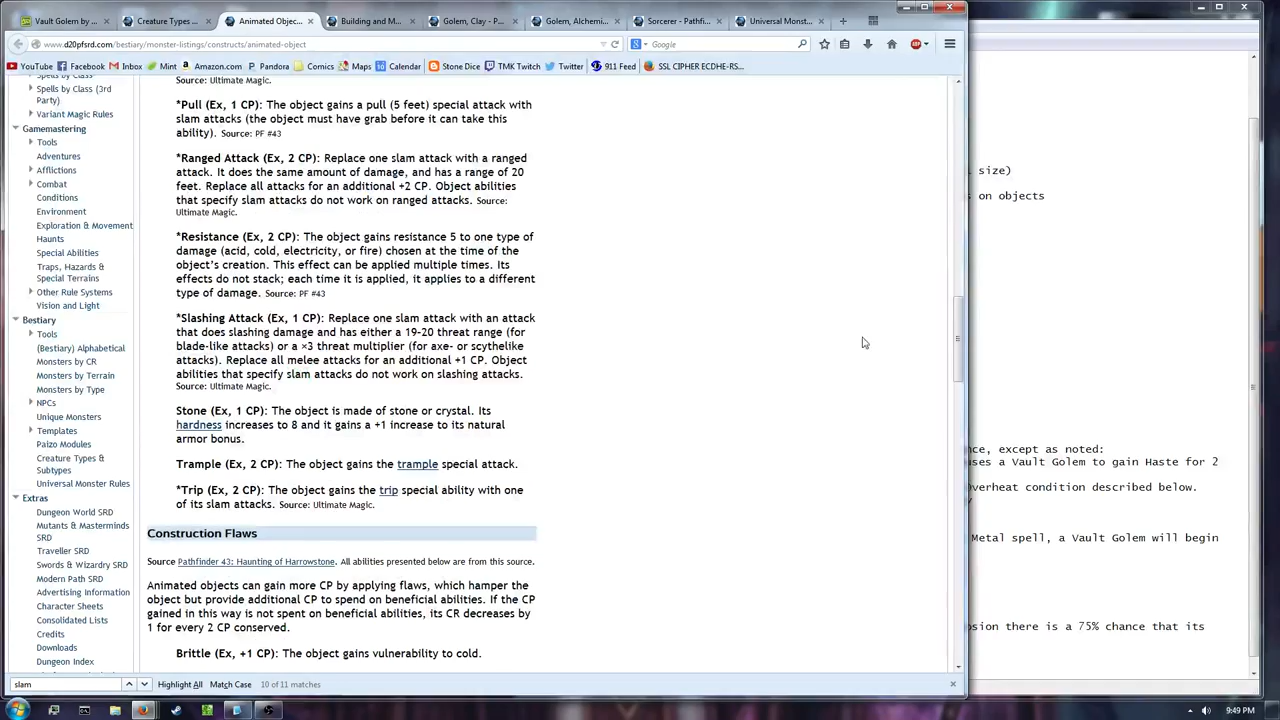 Vault Golem by
Creature Types
Animated Objec...
Building and M...
Golem, Clay - P...
Golem, Alchemi...
Sorcerer - Pathfi...
Universal Monst...
www.d20pfsrd.com/bestiary/monster-listings/constructs/animated-object
Google
YouTube
Facebook
Inbox
Mint
Amazon.com
Pandora
Comics
Maps
Calendar
Stone Dice
TMK Twitch
Twitter
911 Feed
SSL CIPHER ECDHE-RS...
Spells by Class
Spells by Class (3rd
Party)
Variant Magic Rules
Gamemastering
Tools
Adventures
Afflictions
Combat
Conditions
Environment
Exploration & Movement
Haunts
Special Abilities
Traps, Hazards &
Special Terrains
Other Rule Systems
Vision and Light
Bestiary
Tools
(Bestiary) Alphabetical
Monsters by CR
Monsters by Terrain
Monsters by Type
NPCs
Unique Monsters
Templates
Paizo Modules
Creature Types &
Subtypes
Universal Monster Rules
Extras
Dungeon World SRD
Mutants & Masterminds
SRD
Traveller SRD
Swords & Wizardry SRD
Modern Path SRD
Advertising Information
Character Sheets
Consolidated Lists
Credits
Downloads
Dungeon Index
Source: Ultimate Magic.
*Pull (Ex, 1 CP): The object gains a pull (5 feet) special attack with
slam attacks (the object must have grab before it can take this
ability). Source: PF #43
*Ranged Attack (Ex, 2 CP): Replace one slam attack with a ranged
attack. It does the same amount of damage, and has a range of 20
feet. Replace all attacks for an additional +2 CP. Object abilities
that specify slam attacks do not work on ranged attacks. Source:
Ultimate Magic.
*Resistance (Ex, 2 CP): The object gains resistance 5 to one type of
damage (acid, cold, electricity, or fire) chosen at the time of the
object's creation. This effect can be applied multiple times. Its
effects do not stack; each time it is applied, it applies to a different
type of damage. Source: PF #43
*Slashing Attack (Ex, 1 CP): Replace one slam attack with an attack
that does slashing damage and has either a 19-20 threat range (for
blade-like attacks) or a ×3 threat multiplier (for axe- or scythelike
attacks). Replace all melee attacks for an additional +1 CP. Object
abilities that specify slam attacks do not work on slashing attacks.
Source: Ultimate Magic.
Stone (Ex, 1 CP): The object is made of stone or crystal. Its
hardness increases to 8 and it gains a +1 increase to its natural
armor bonus.
Trample (Ex, 2 CP): The object gains the trample special attack.
*Trip (Ex, 2 CP): The object gains the trip special ability with one
of its slam attacks. Source: Ultimate Magic.
Construction Flaws
Source Pathfinder 43: Haunting of Harrowstone. All abilities presented below are from this source.
Animated objects can gain more CP by applying flaws, which hamper the
object but provide additional CP to spend on beneficial abilities. If the CP
gained in this way is not spent on beneficial abilities, its CR decreases by
1 for every 2 CP conserved.
Brittle (Ex, +1 CP): The object gains vulnerability to cold.
l size)
s on objects
nce, except as noted:
uses a Vault Golem to gain Haste for 2
Overheat condition described below.
y
Metal spell, a Vault Golem will begin
osion there is a 75% chance that its
slam
Highlight All
Match Case
10 of 11 matches
9:49 PM